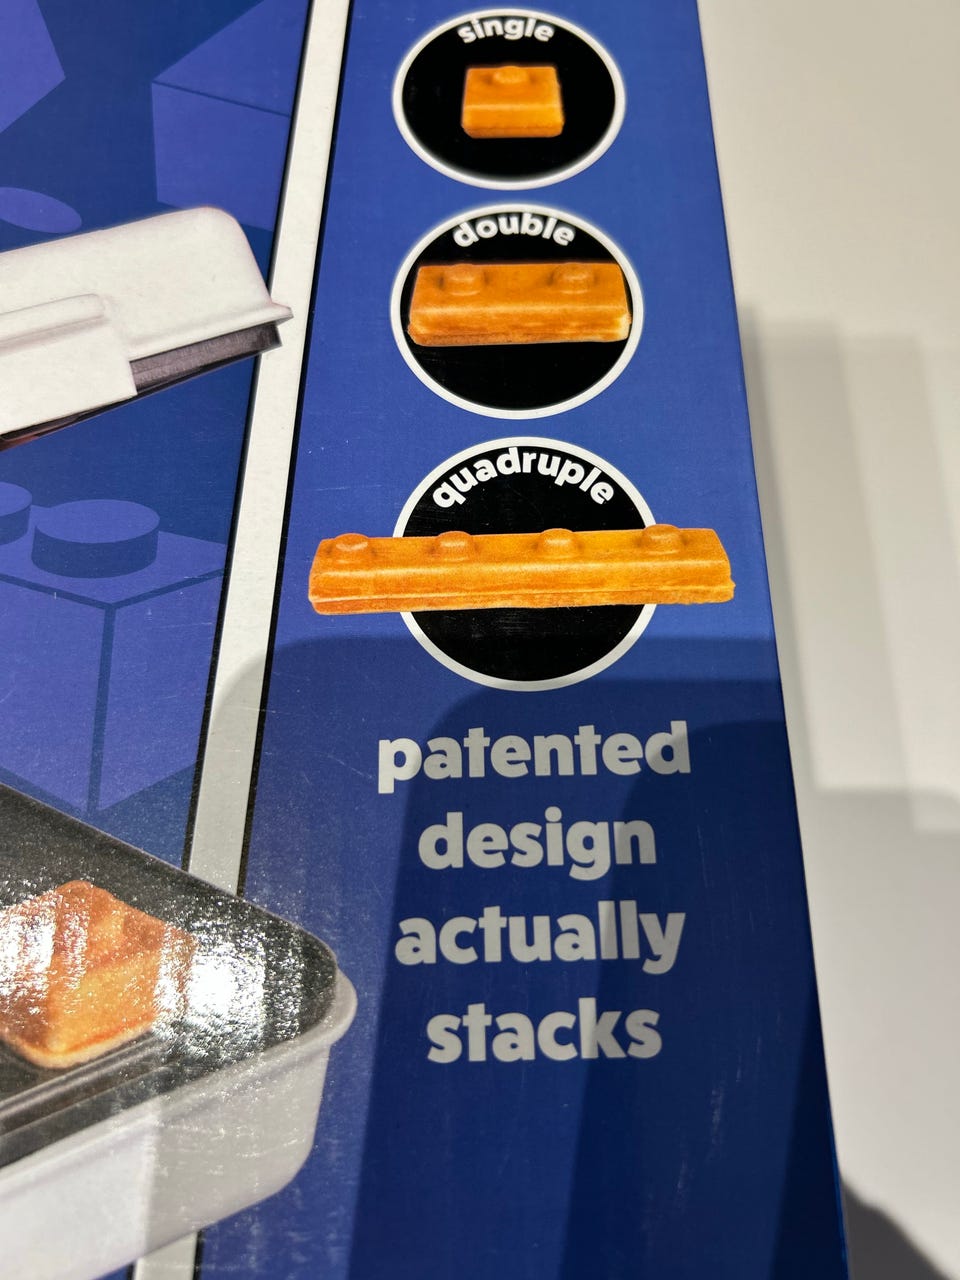 single
double
quadruple
patented
design
actually
stacks